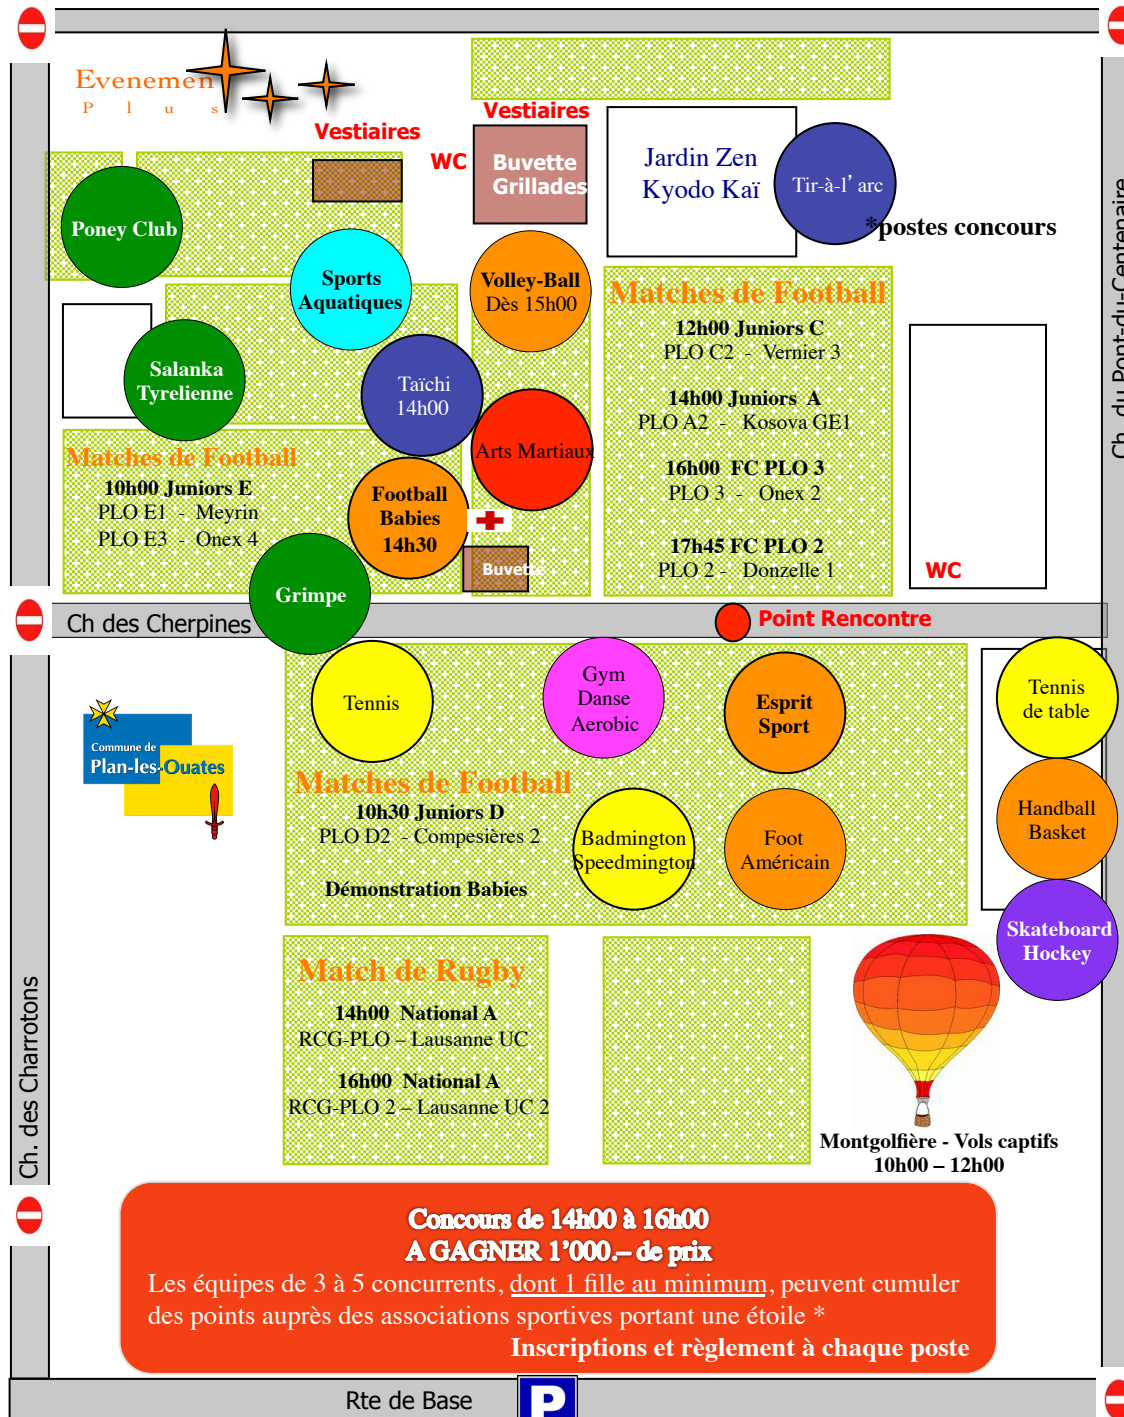 Evenemen
Plus
Vestiaires
Vestiaires
WC
Buvette
Grillades
Jardin Zen
Kyodo Kaï
Tir-à-l' arc
*postes concours
Poney Club
Sports
Aquatiques
Volley-Ball
Dès 15h00
Matches de Football
12h00 Juniors C
PLO C2 - Vernier 3
14h00 Juniors A
PLO A2 - Kosova GE1
16h00 FC PLO 3
PLO 3 - Onex 2
17h45 FC PLO 2
PLO 2 - Donzelle 1
WC
Ch. du Pont-du-Centenaire
Salanka
Tyrelienne
Taïchi
14h00
Arts Martiaux
Matches de Football
10h00 Juniors E
PLO E1 - Meyrin
PLO E3 - Onex 4
Football
Babies
14h30
Buvette
Grimpe
Ch des Cherpines
Point Rencontre
Tennis
Gym
Danse
Aerobic
Esprit
Sport
Tennis
de table
Commune de
Plan-les-Ouates
Matches de Football
10h30 Juniors D
PLO D2 - Compesières 2
Démonstration Babies
Badmington
Speedmington
Foot
Américain
Handball
Basket
Skateboard
Hockey
Match de Rugby
14h00 National A
RCG-PLO – Lausanne UC
16h00 National A
RCG-PLO 2 – Lausanne UC 2
Montgolfière - Vols captifs
10h00 – 12h00
Ch. des Charrotons
Concours de 14h00 à 16h00
A GAGNER 1'000.– de prix
Les équipes de 3 à 5 concurrents, dont 1 fille au minimum, peuvent cumuler
des points auprès des associations sportives portant une étoile *
Inscriptions et règlement à chaque poste
Rte de Base
P